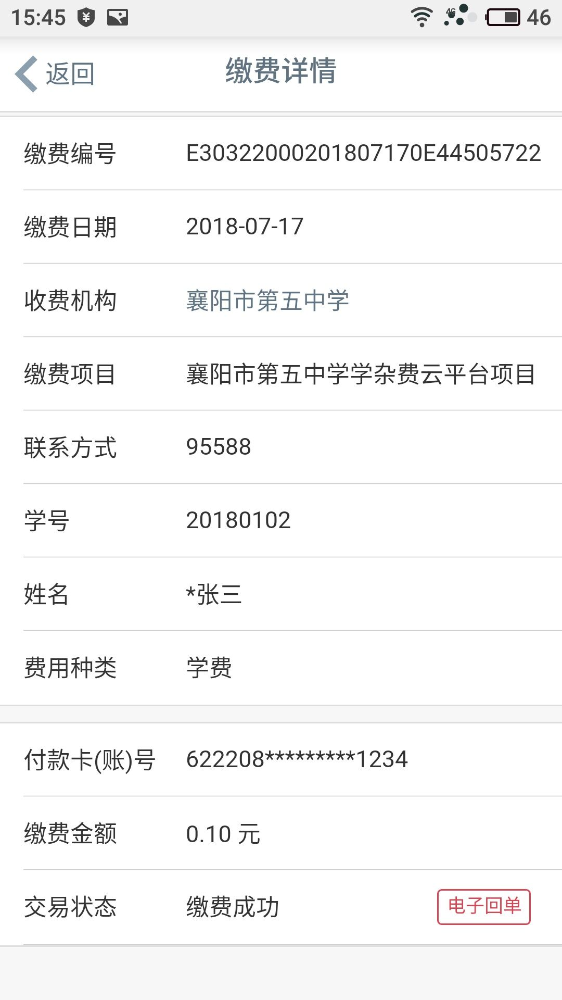 15:45 4G 46
返回 缴费详情
缴费编号 E30322000201807170E44505722
缴费日期 2018-07-17
收费机构 襄阳市第五中学
缴费项目 襄阳市第五中学学杂费云平台项目
联系方式 95588
学号 20180102
姓名 *张三
费用种类 学费
付款卡(账)号 622208*********1234
缴费金额 0.10 元
交易状态 缴费成功 电子回单